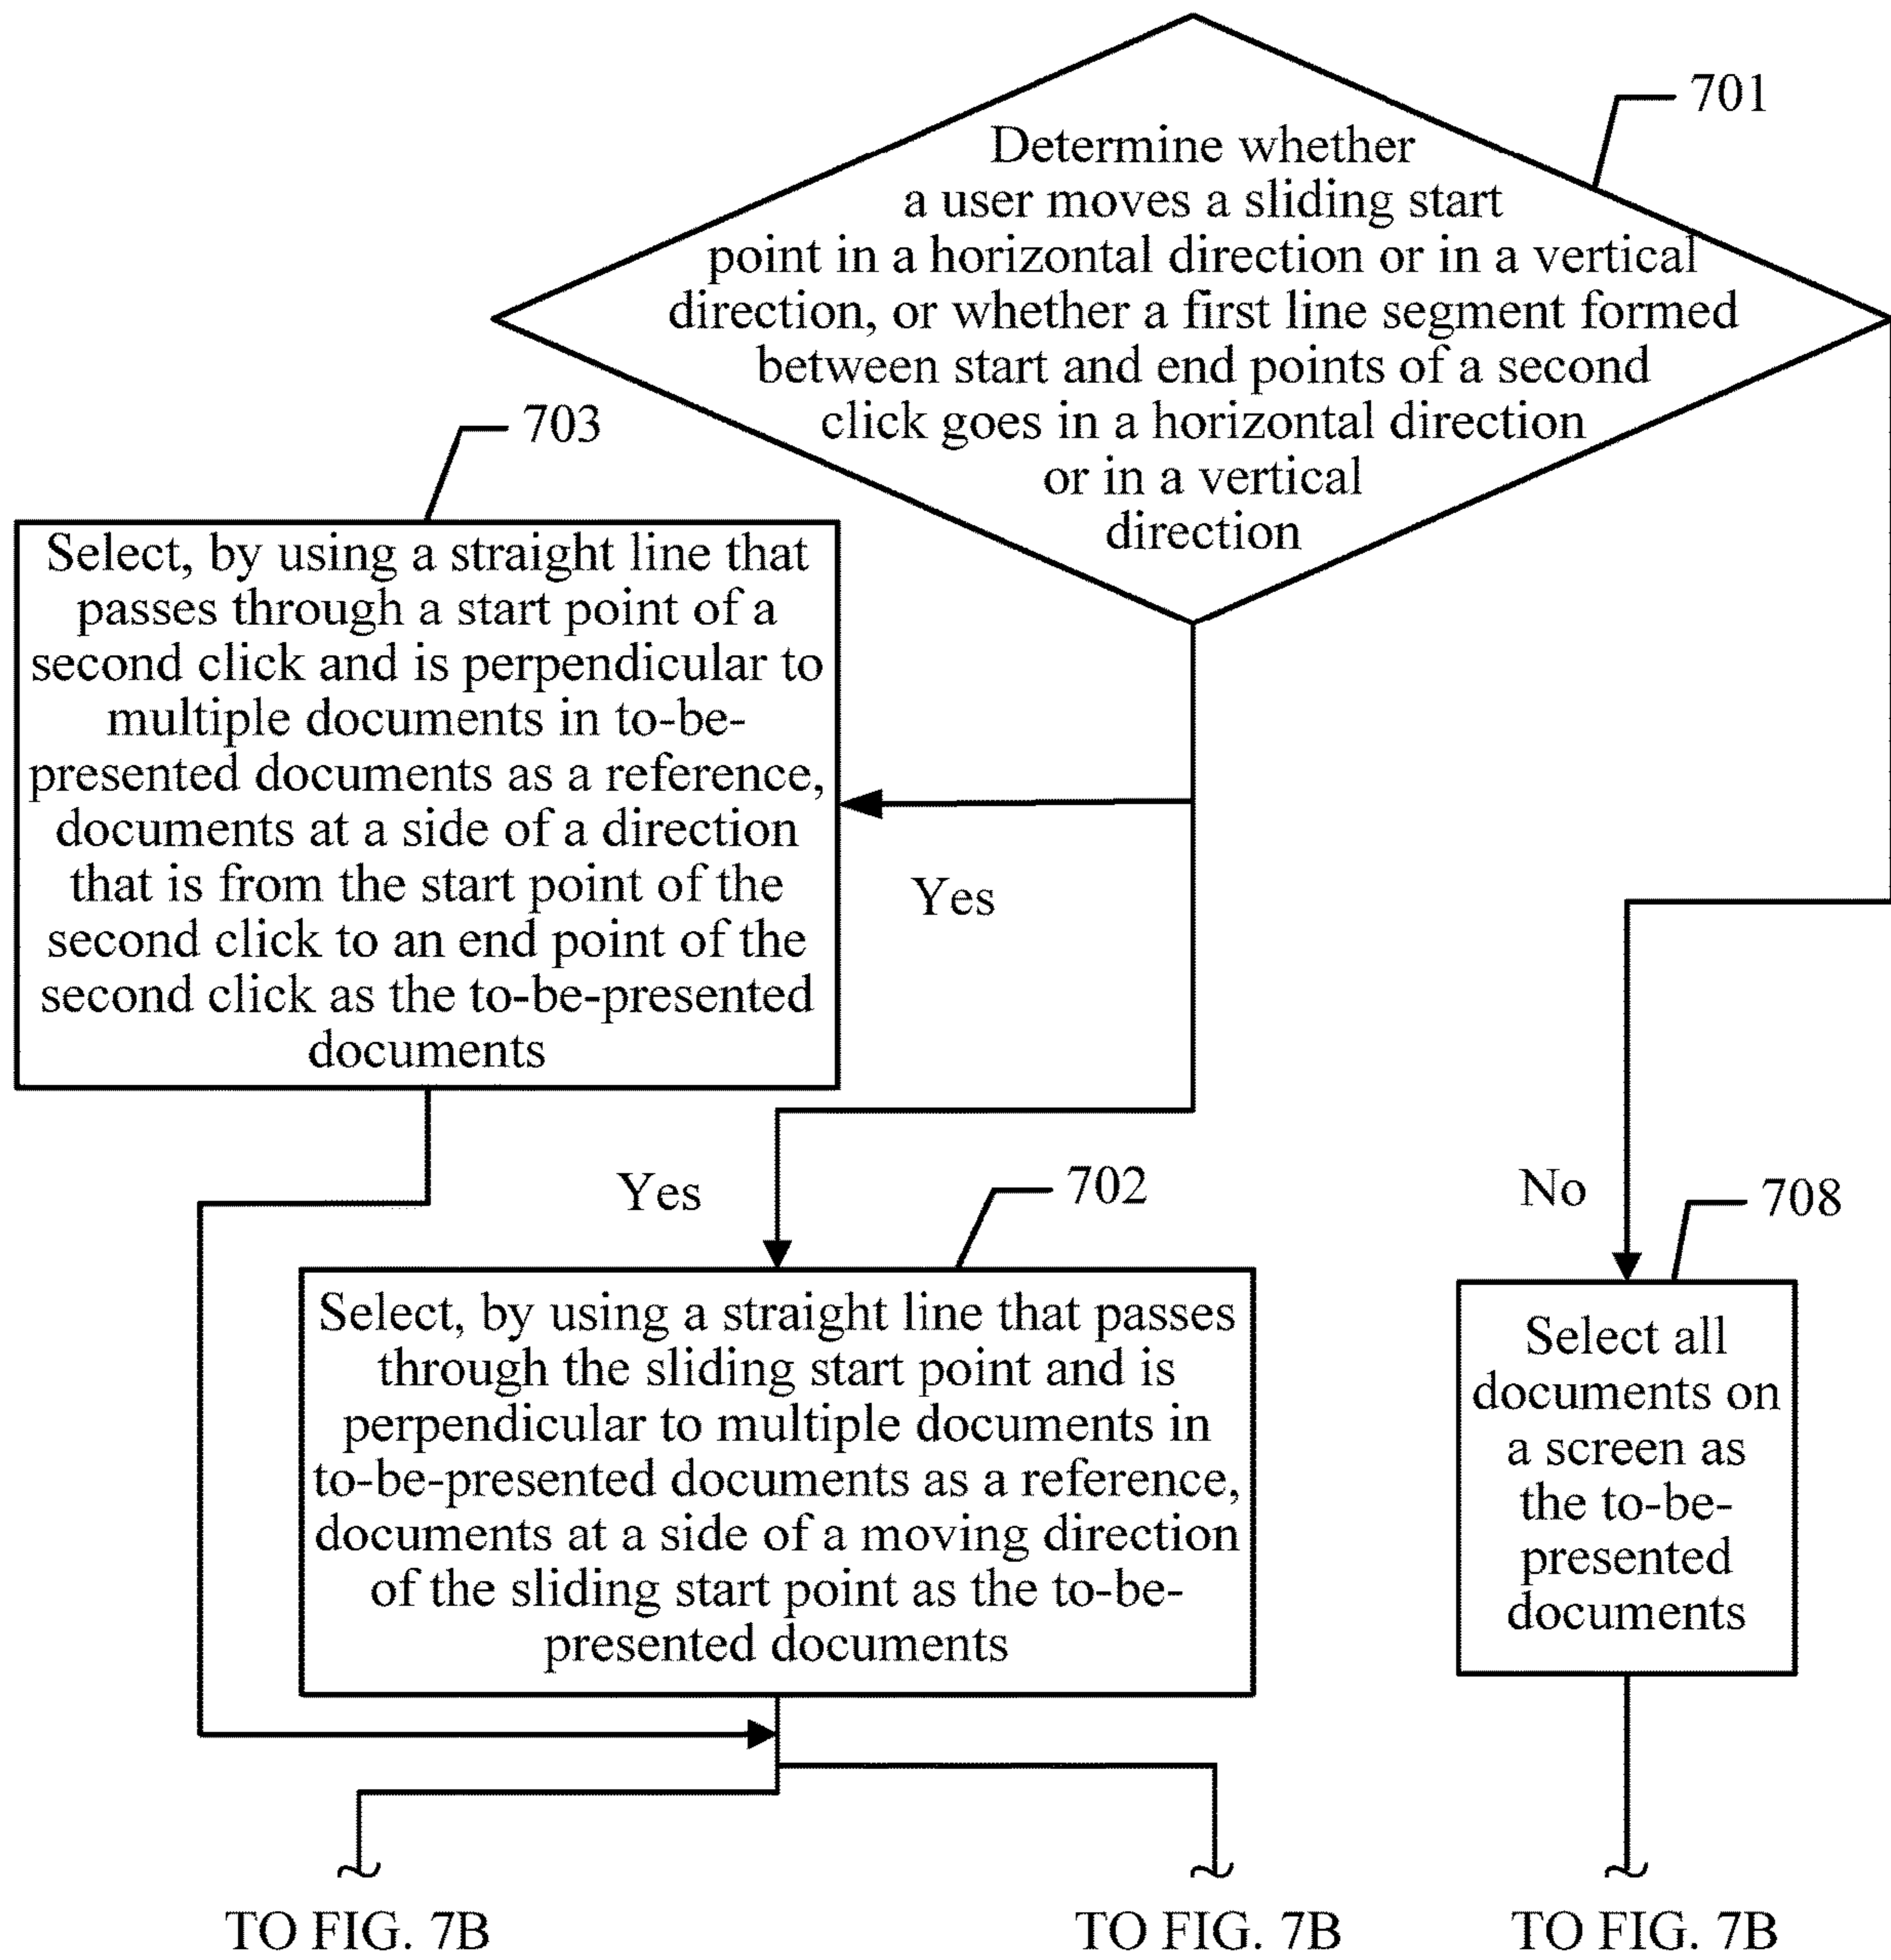 701
Determine whether
a user moves a sliding start
point in a horizontal direction or in a vertical
direction, or whether a first line segment formed
between start and end points of a second
click goes in a horizontal direction
or in a vertical
direction
703
Select, by using a straight line that
passes through a start point of a
second click and is perpendicular to
multiple documents in to-be-
presented documents as a reference,
documents at a side of a direction
that is from the start point of the
second click to an end point of the
second click as the to-be-presented
documents
Yes
Yes
702
Select, by using a straight line that passes
through the sliding start point and is
perpendicular to multiple documents in
to-be-presented documents as a reference,
documents at a side of a moving direction
of the sliding start point as the to-be-
presented documents
No
708
Select all
documents on
a screen as
the to-be-
presented
documents
TO FIG. 7B
TO FIG. 7B
TO FIG. 7B